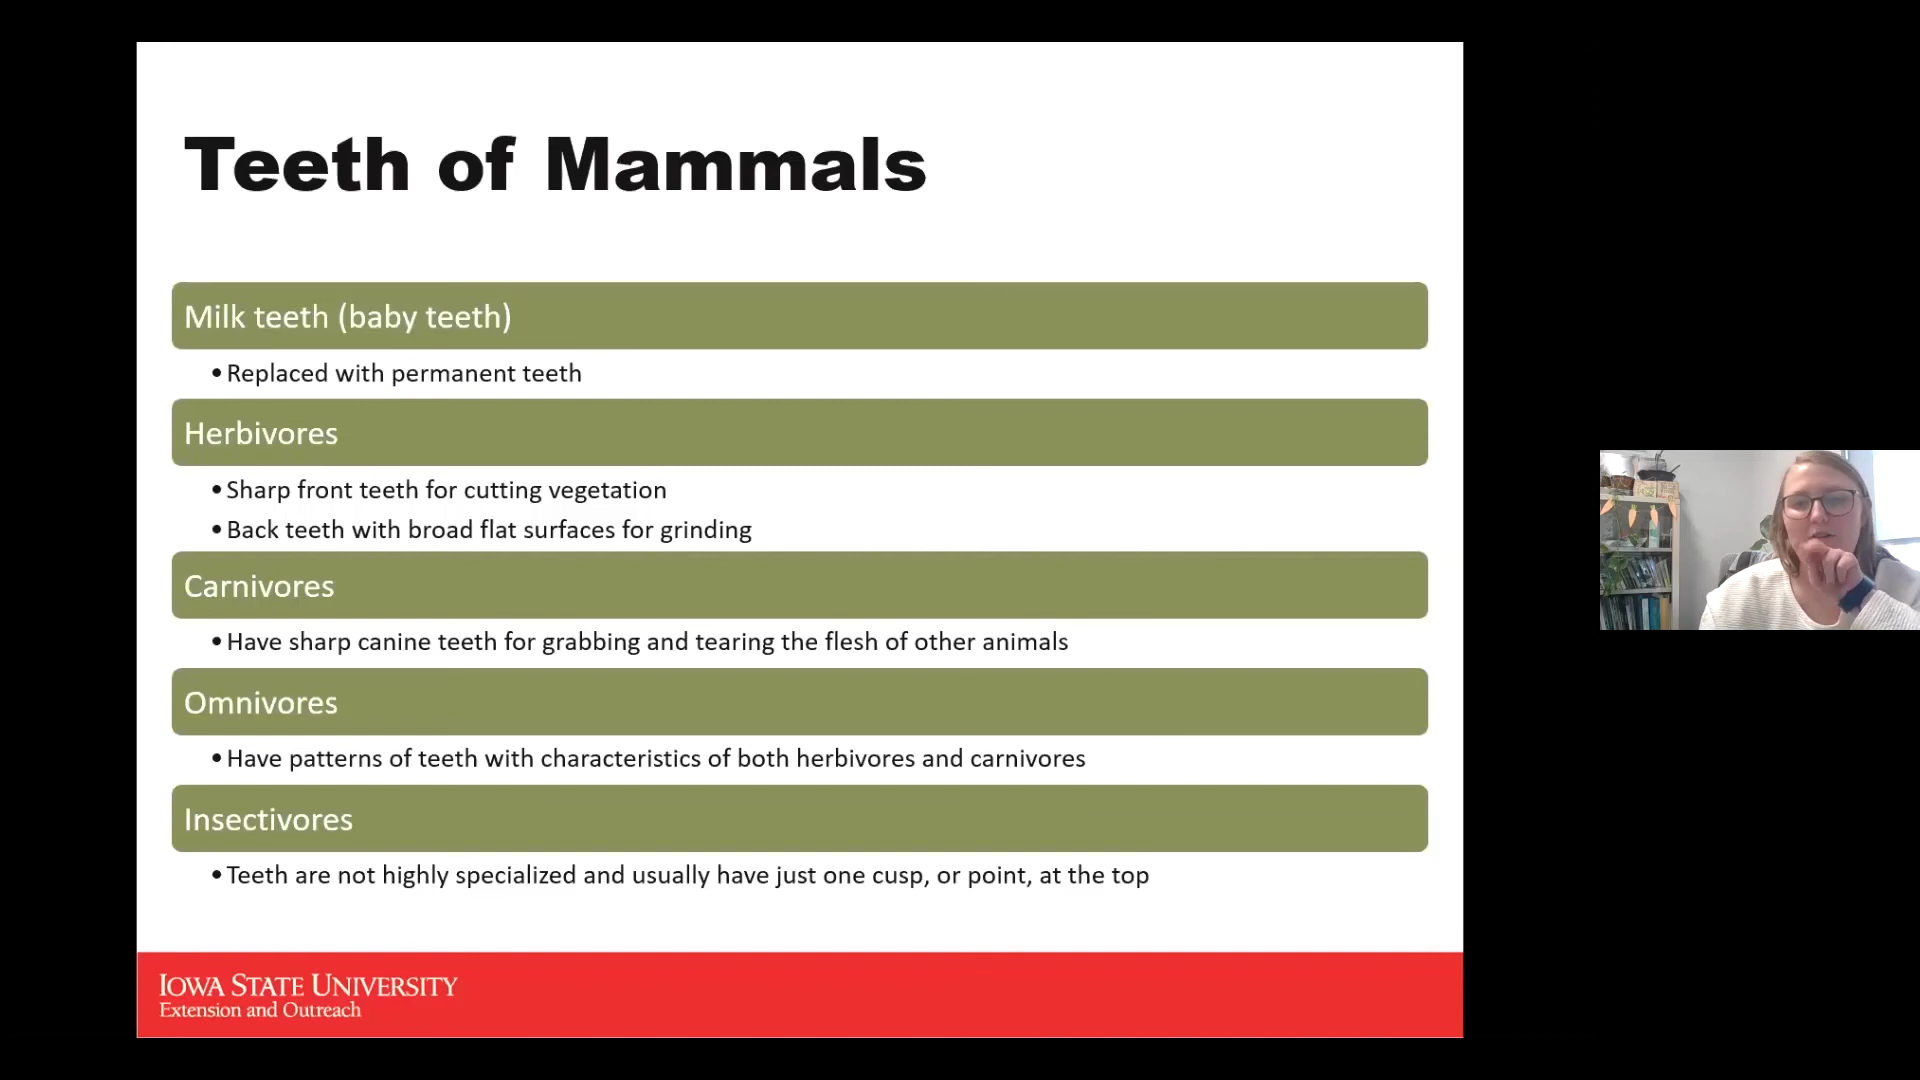 Teeth of Mammals
Milk teeth (baby teeth)
•Replaced with permanent teeth
Herbivores
•Sharp front teeth for cutting vegetation
•Back teeth with broad flat surfaces for grinding
Carnivores
•Have sharp canine teeth for grabbing and tearing the flesh of other animals
Omnivores
•Have patterns of teeth with characteristics of both herbivores and carnivores
Insectivores
•Teeth are not highly specialized and usually have just one cusp, or point, at the top
IOWA STATE UNIVERSITY
Extension and Outreach